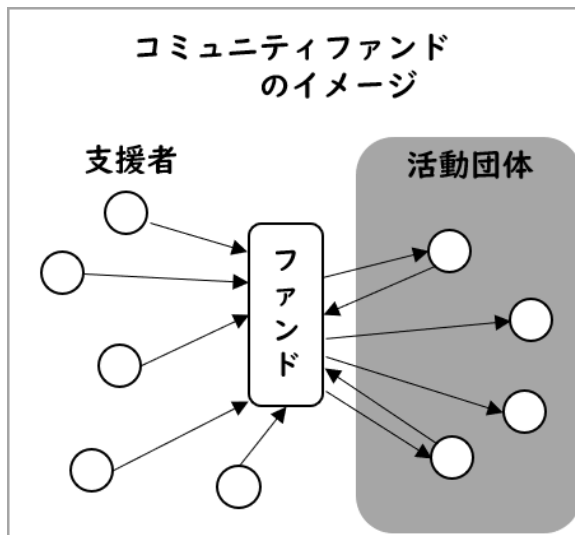 コミュニティファンド
のイメージ
支援者
活動団体
ファンド